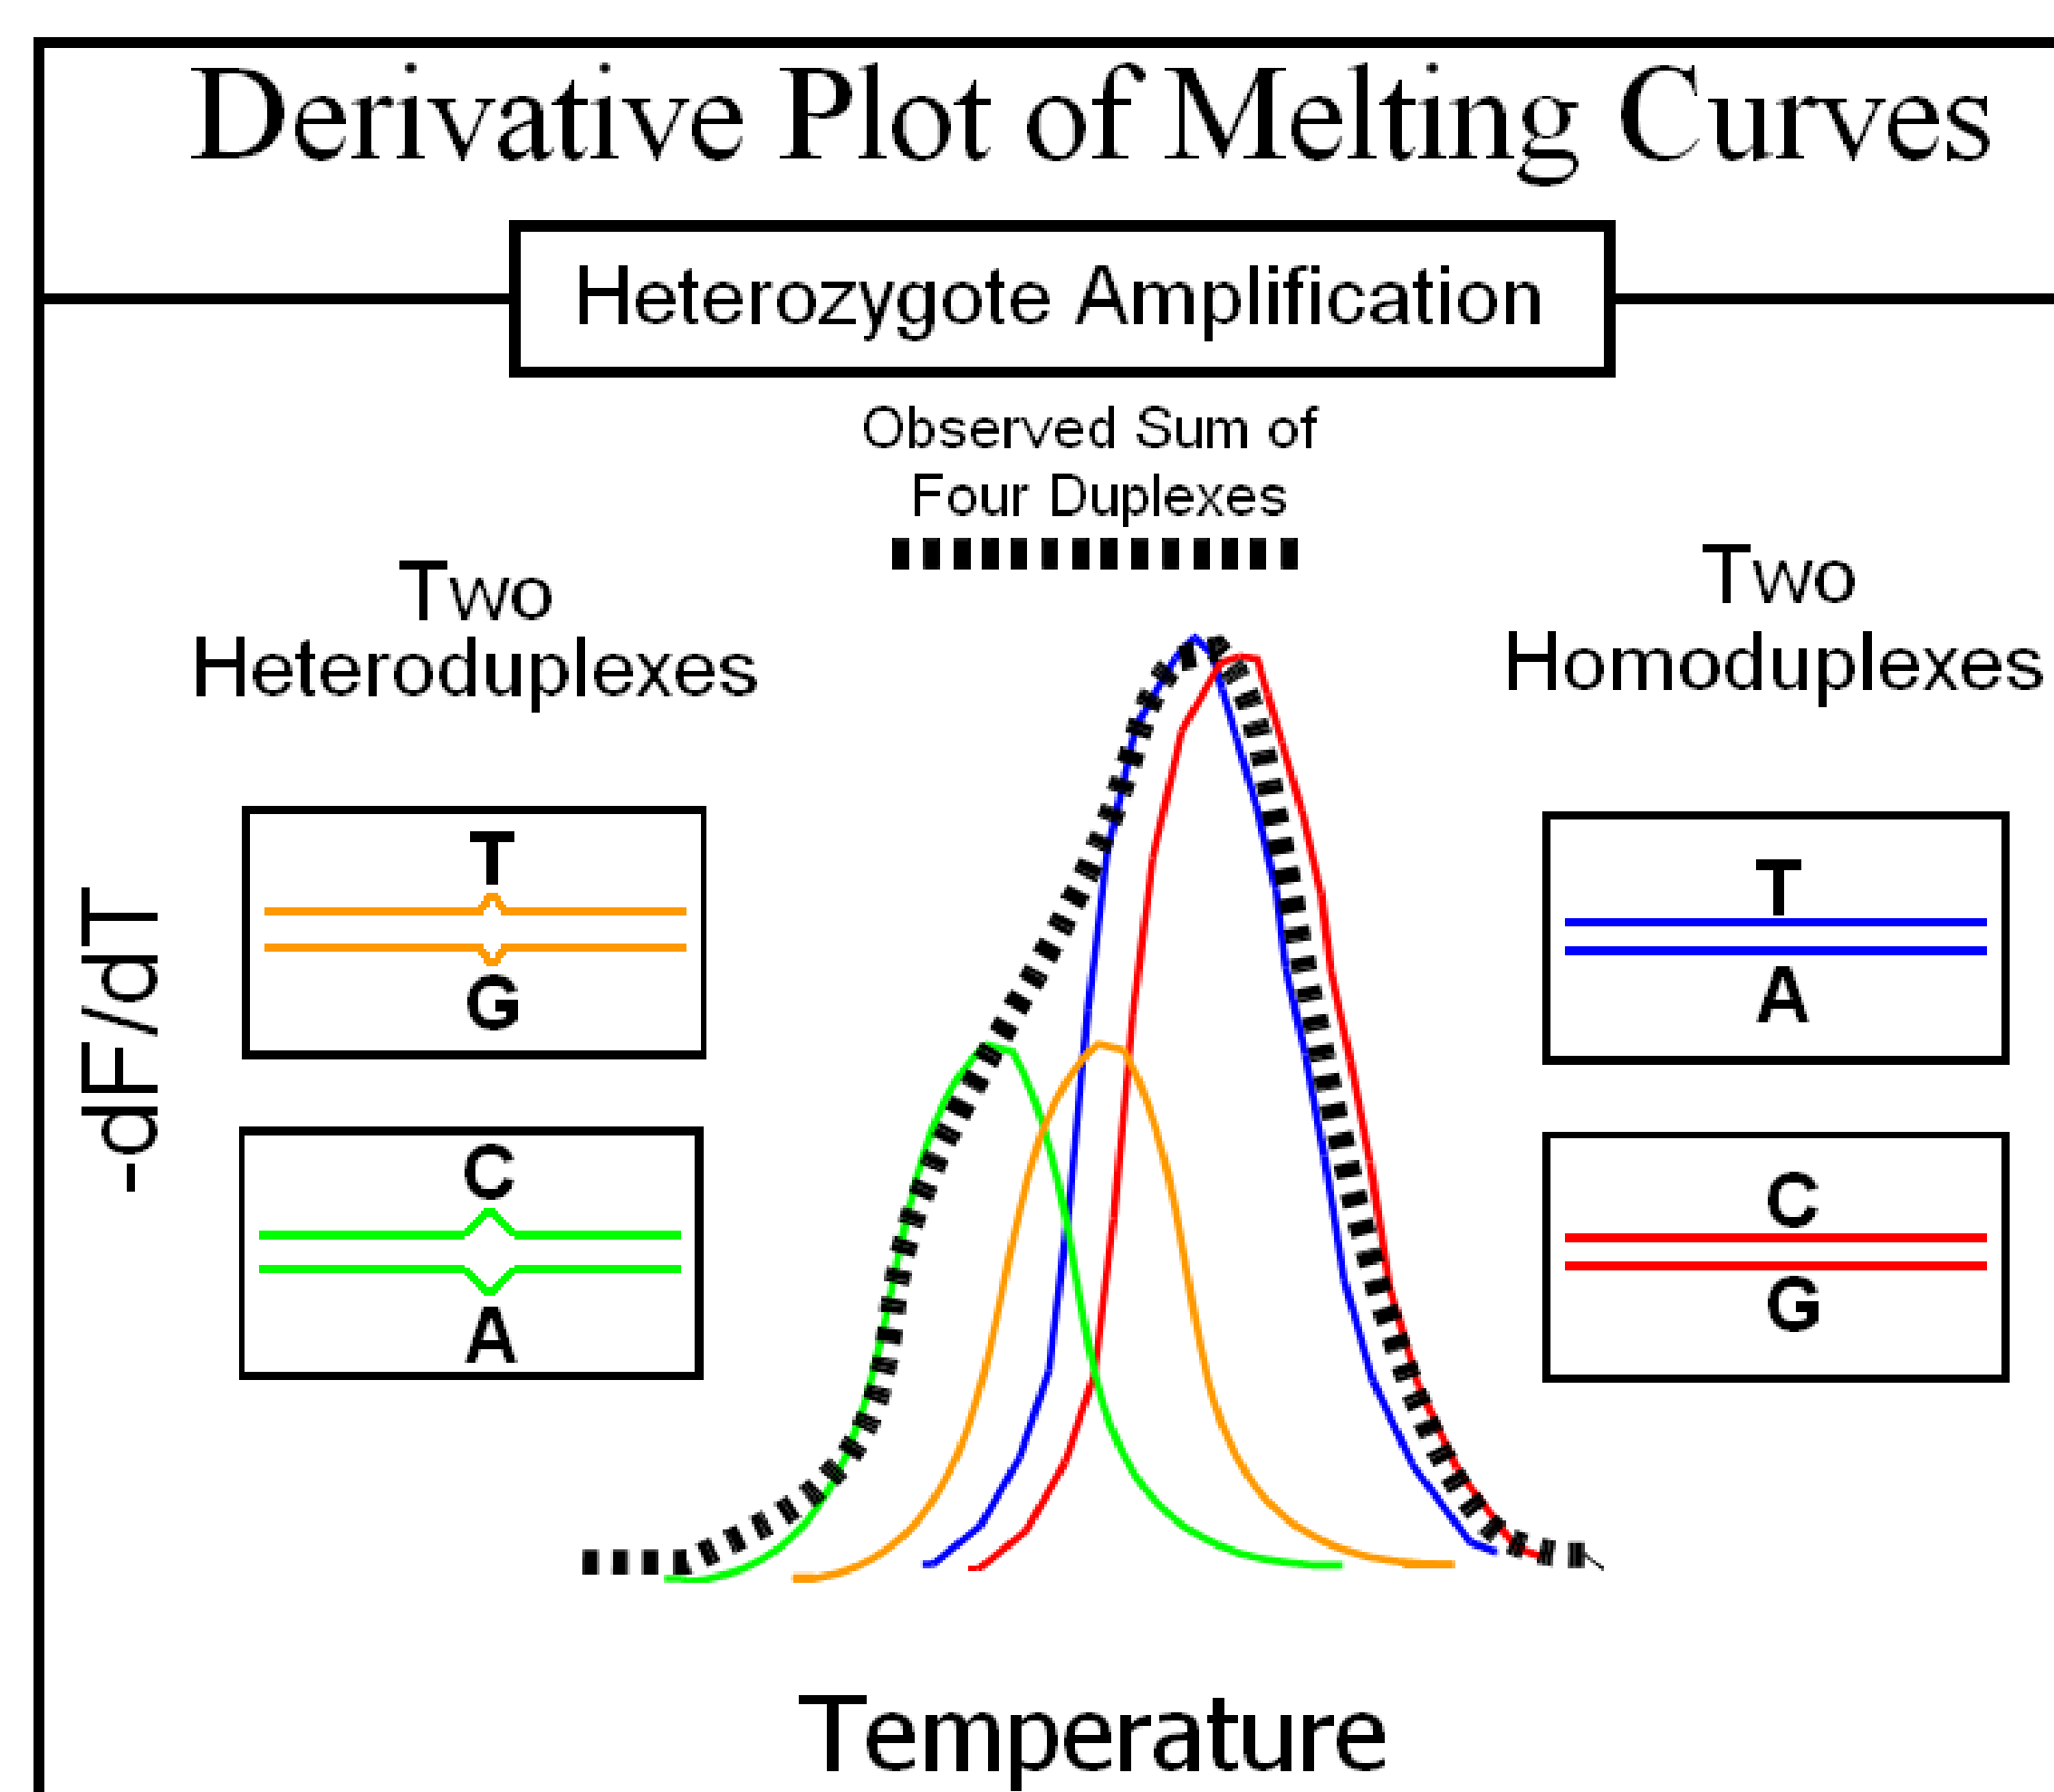 Derivative Plot of Melting Curves
Heterozygote Amplification
Observed Sum of
Four Duplexes
Two
Heteroduplexes
Two
Homoduplexes
T
G
C
A
T
A
C
G
-dF/dT
Temperature